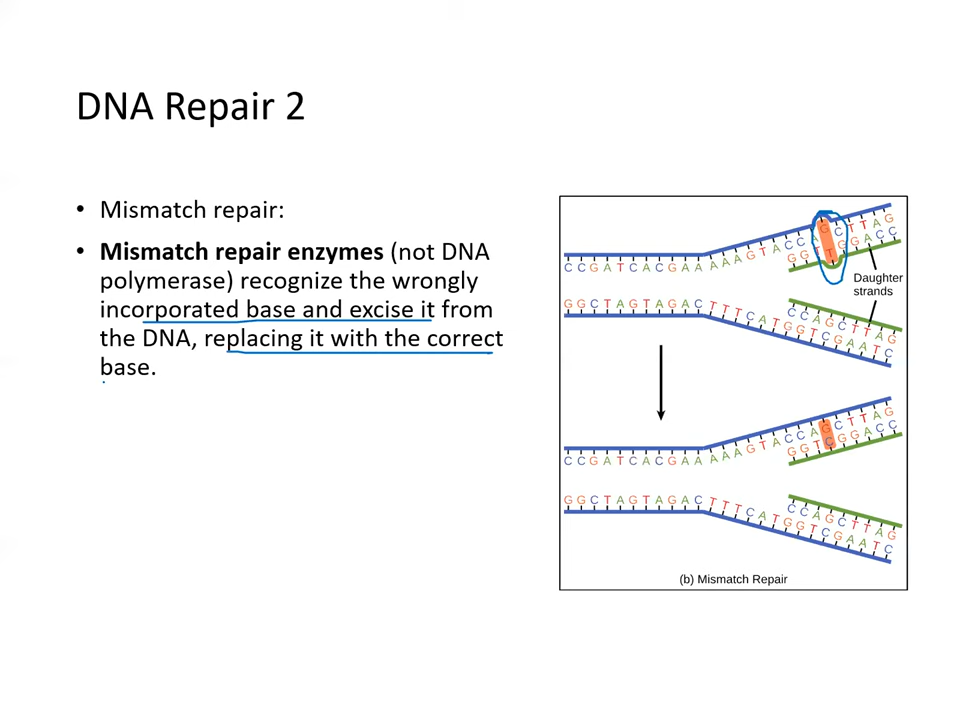 DNA Repair 2
• Mismatch repair:
• Mismatch repair enzymes (not DNA
polymerase) recognize the wrongly
incorporated base and excise it from
the DNA, replacing it with the correct
base.
A A A G T A C C A G C T T A G
G G T T G G A C C
C C G A T C A C G A A
Daughter
strands
G G C T A G T A G A C T T T C A T G G T C G A A T C
C C A G C T T A G
A A A G T A C C A G C T T A G
G G T C G G A C C
C C G A T C A C G A A
G G C T A G T A G A C T T T C A T G G T C G A A T C
C C A G C T T A G
(b) Mismatch Repair